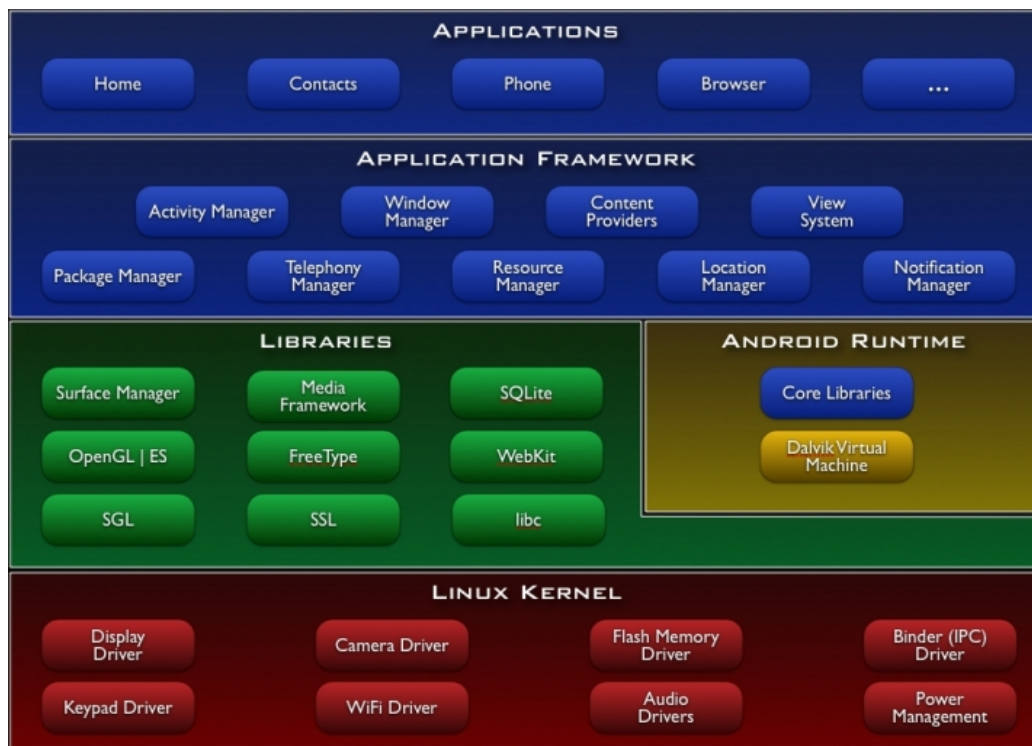 APPLICATIONS
Home
Contacts
Phone
Browser
...
APPLICATION FRAMEWORK
Activity Manager
Window
Manager
Content
Providers
View
System
Package Manager
Telephony
Manager
Resource
Manager
Location
Manager
Notification
Manager
LIBRARIES
Surface Manager
Media
Framework
SQLite
OpenGL | ES
FreeType
WebKit
SGL
SSL
libc
ANDROID RUNTIME
Core Libraries
Dalvik Virtual
Machine
LINUX KERNEL
Display
Driver
Camera Driver
Flash Memory
Driver
Binder (IPC)
Driver
Keypad Driver
WiFi Driver
Audio
Drivers
Power
Management